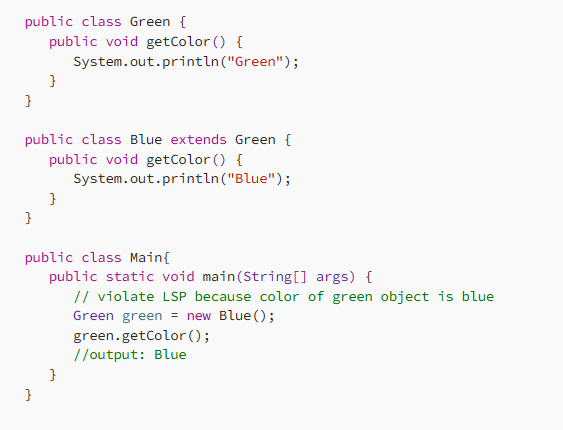 public class Green {
   public void getColor() {
      System.out.println("Green");
   }
}

public class Blue extends Green {
   public void getColor() {
      System.out.println("Blue");
   }
}

public class Main{
   public static void main(String[] args) {
      // violate LSP because color of green object is blue
      Green green = new Blue();
      green.getColor();
      //output: Blue
   }
}